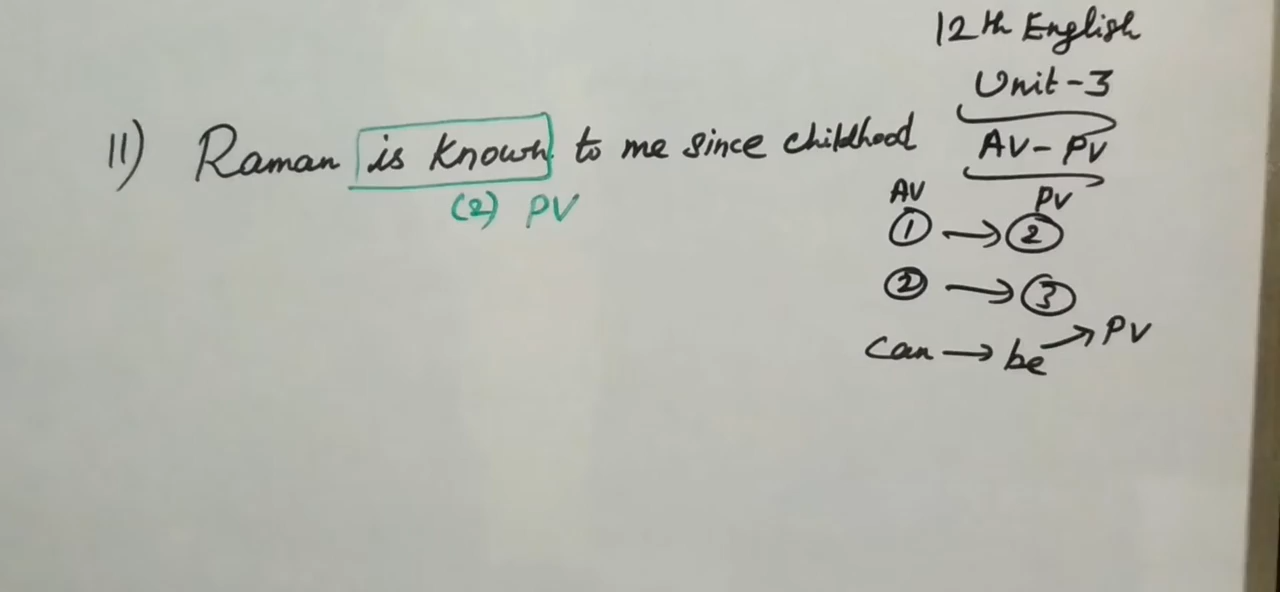 12th English
Unit-3
AV-PV
11) Raman is known to me since childhood
(2) PV
AV PV
① → ②
② → ③
can → be → PV